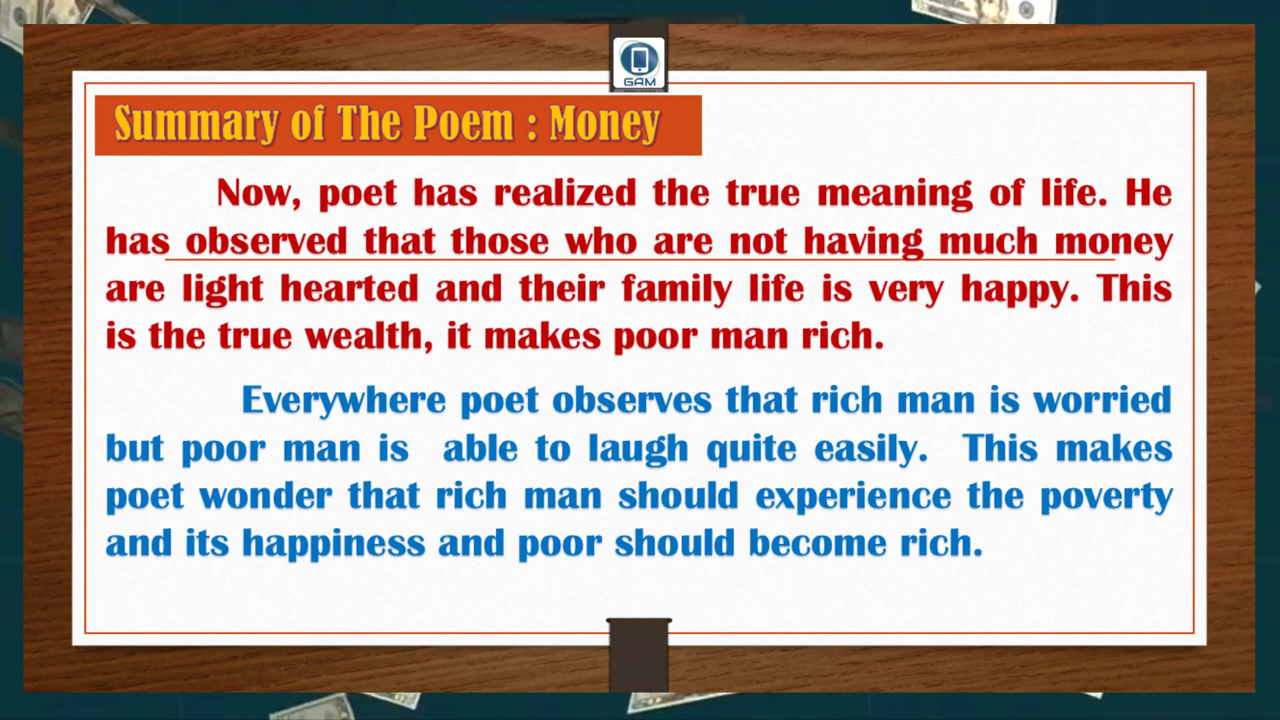 GAM
Summary of The Poem : Money
Now, poet has realized the true meaning of life. He
has observed that those who are not having much money
are light hearted and their family life is very happy. This
is the true wealth, it makes poor man rich.
Everywhere poet observes that rich man is worried
but poor man is able to laugh quite easily. This makes
poet wonder that rich man should experience the poverty
and its happiness and poor should become rich.